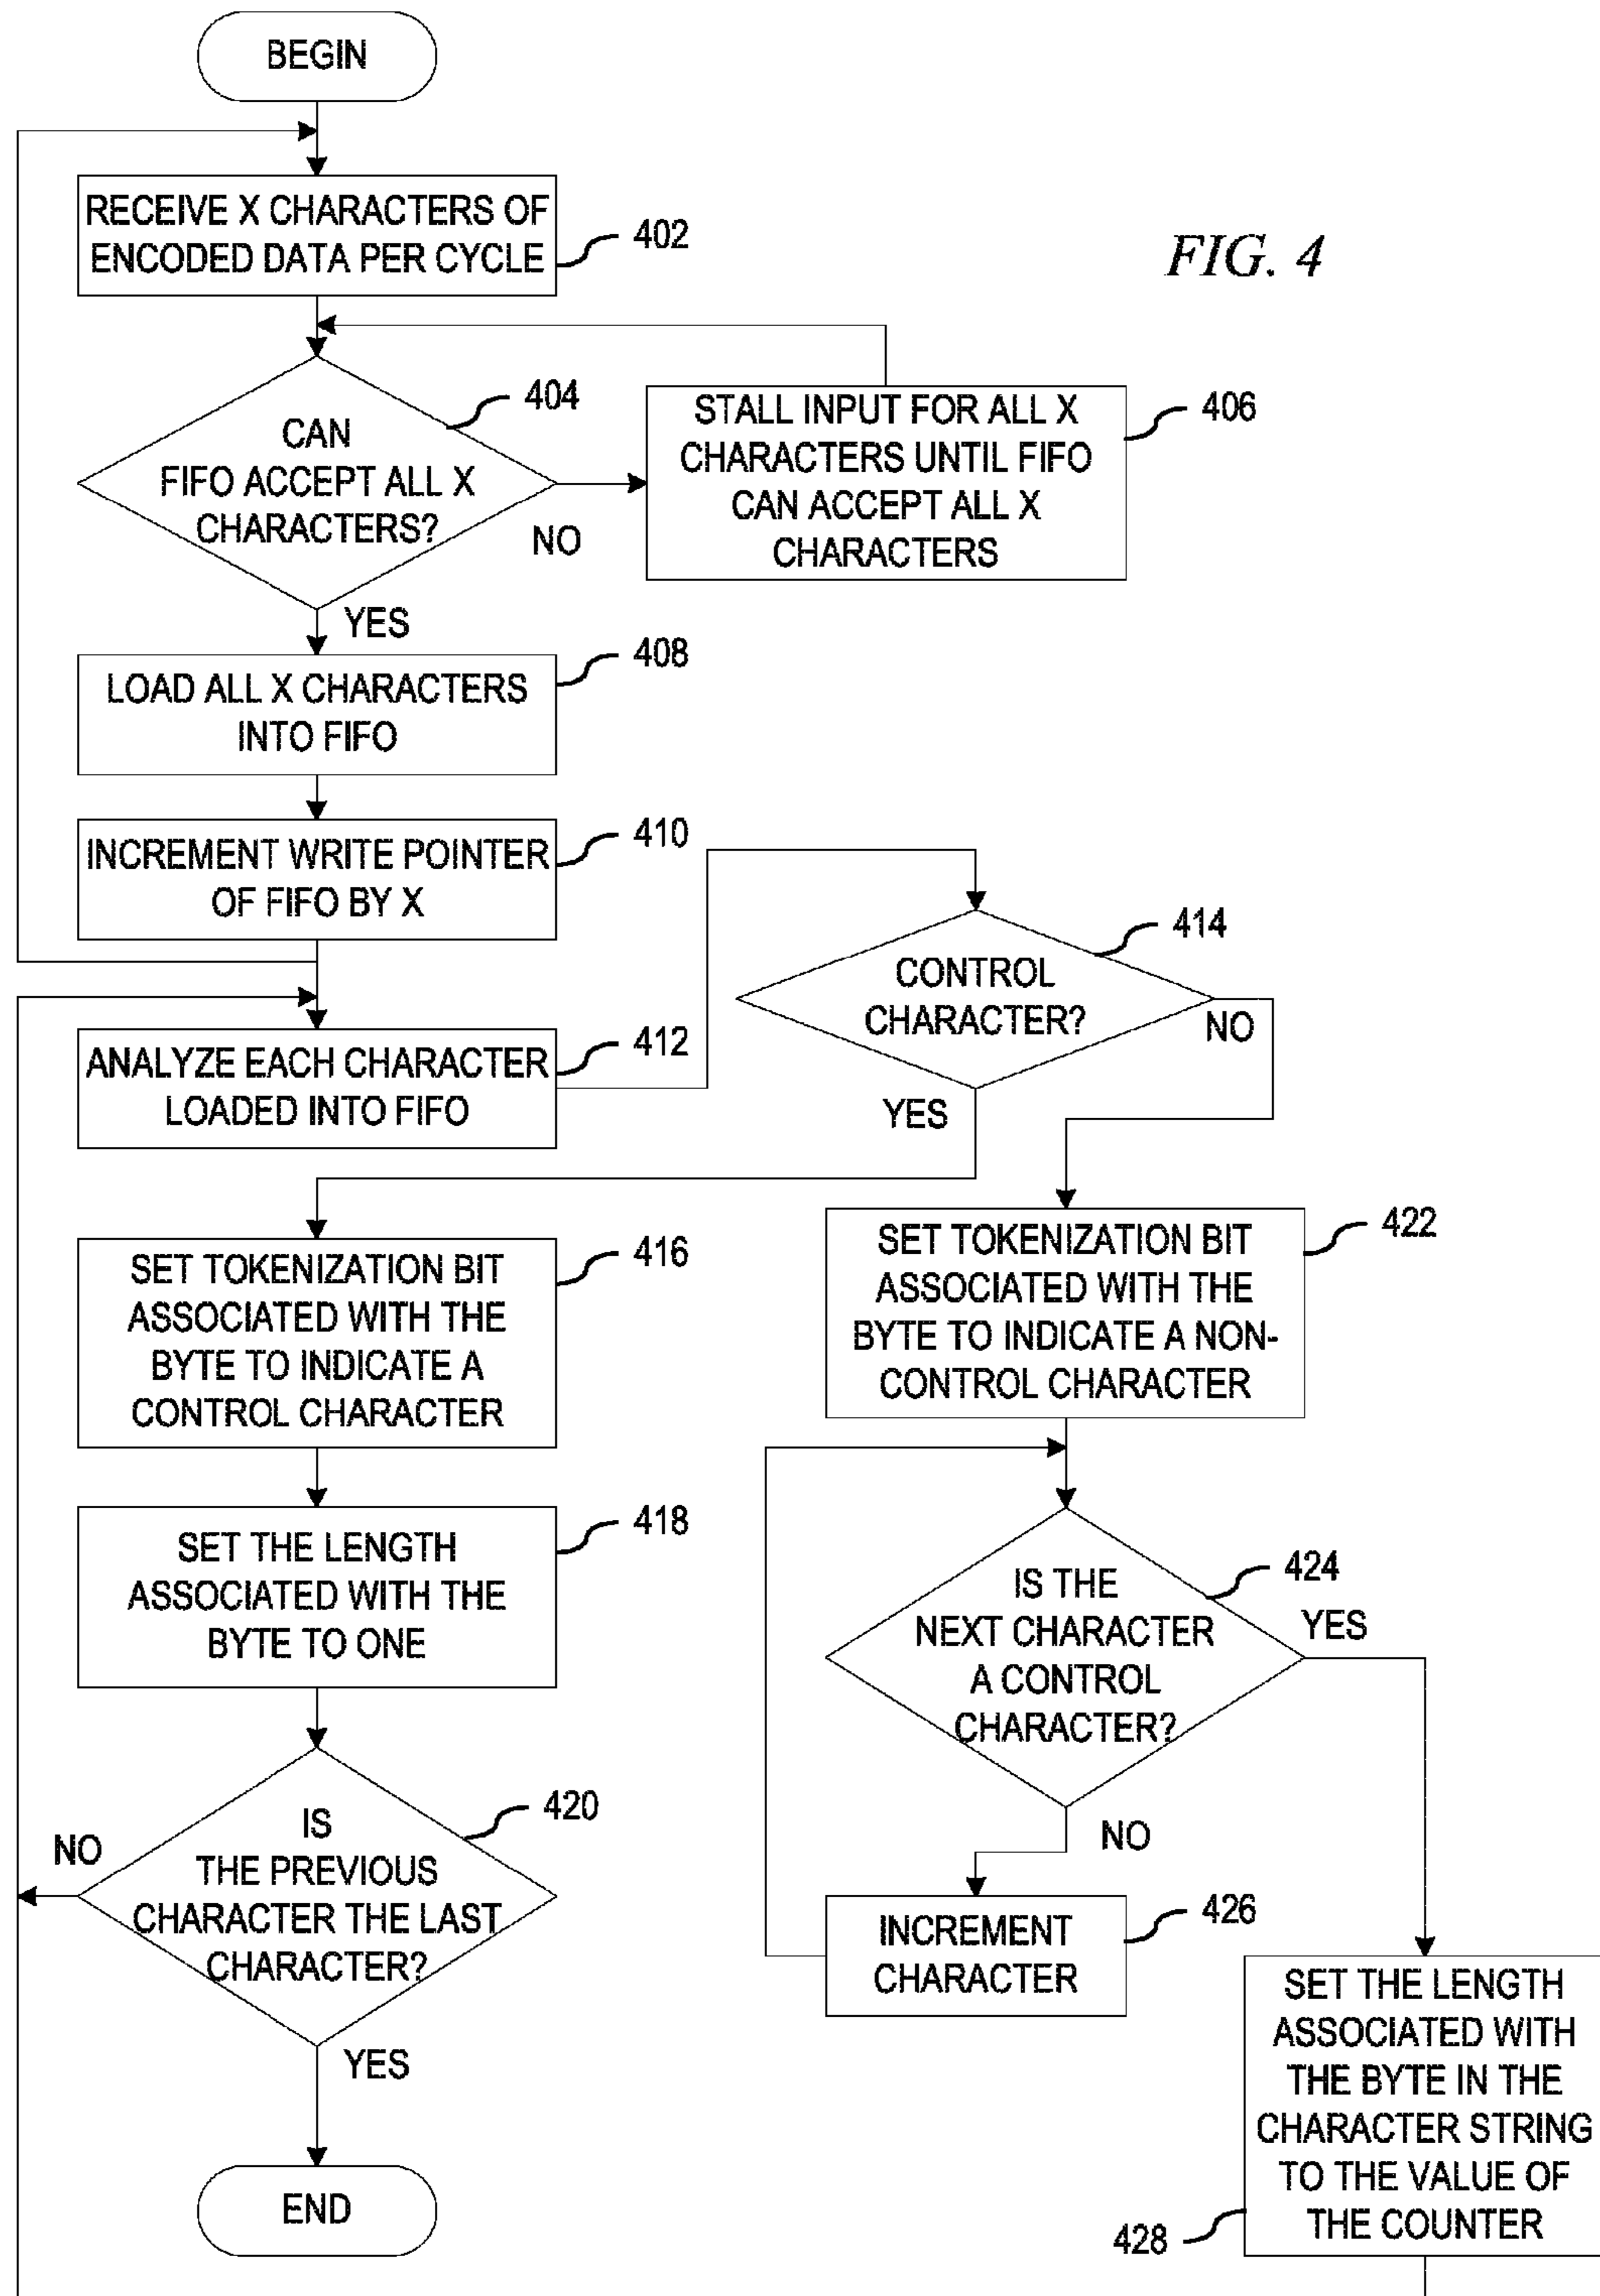 BEGIN
RECEIVE X CHARACTERS OF
ENCODED DATA PER CYCLE
402
FIG. 4
CAN
FIFO ACCEPT ALL X
CHARACTERS?
404
NO
YES
STALL INPUT FOR ALL X
CHARACTERS UNTIL FIFO
CAN ACCEPT ALL X
CHARACTERS
406
LOAD ALL X CHARACTERS
INTO FIFO
408
INCREMENT WRITE POINTER
OF FIFO BY X
410
ANALYZE EACH CHARACTER
LOADED INTO FIFO
412
CONTROL
CHARACTER?
414
NO
YES
SET TOKENIZATION BIT
ASSOCIATED WITH THE
BYTE TO INDICATE A
CONTROL CHARACTER
416
SET THE LENGTH
ASSOCIATED WITH THE
BYTE TO ONE
418
IS
THE PREVIOUS
CHARACTER THE LAST
CHARACTER?
420
NO
YES
END
SET TOKENIZATION BIT
ASSOCIATED WITH THE
BYTE TO INDICATE A NON-
CONTROL CHARACTER
422
IS THE
NEXT CHARACTER
A CONTROL
CHARACTER?
424
YES
NO
INCREMENT
CHARACTER
426
SET THE LENGTH
ASSOCIATED WITH
THE BYTE IN THE
CHARACTER STRING
TO THE VALUE OF
THE COUNTER
428